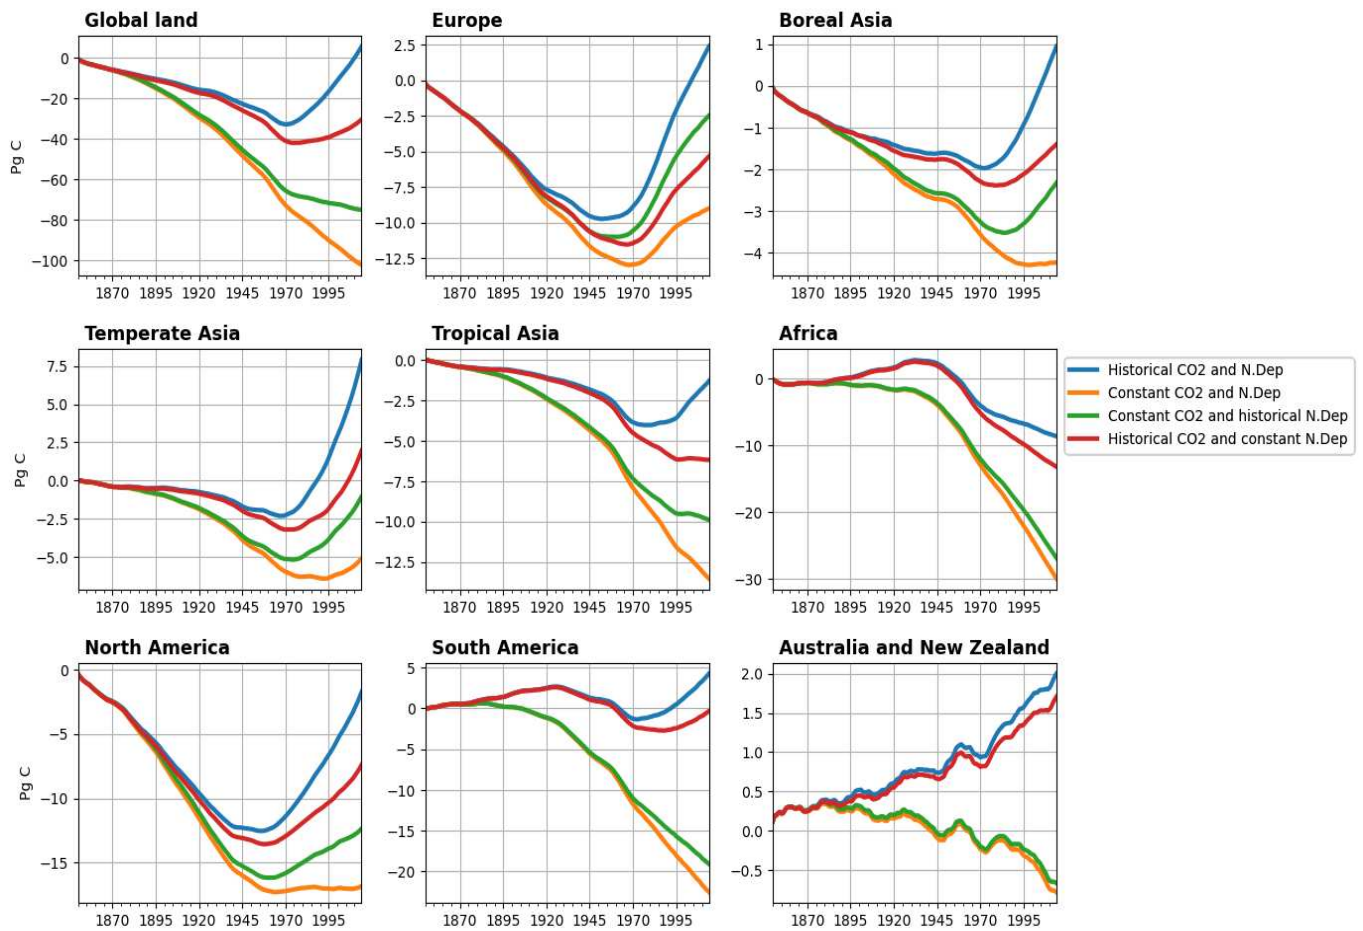 Global land
Europe
Boreal Asia
0
−20
−40
−60
−80
−100
Pg C
1870 1895 1920 1945 1970 1995
2.5
0.0
−2.5
−5.0
−7.5
−10.0
−12.5
1870 1895 1920 1945 1970 1995
1
0
−1
−2
−3
−4
1870 1895 1920 1945 1970 1995
Temperate Asia
Tropical Asia
Africa
7.5
5.0
2.5
0.0
−2.5
−5.0
Pg C
1870 1895 1920 1945 1970 1995
0.0
−2.5
−5.0
−7.5
−10.0
−12.5
1870 1895 1920 1945 1970 1995
0
−10
−20
−30
1870 1895 1920 1945 1970 1995
Historical CO2 and N.Dep
Constant CO2 and N.Dep
Constant CO2 and historical N.Dep
Historical CO2 and constant N.Dep
North America
South America
Australia and New Zealand
0
−5
−10
−15
Pg C
1870 1895 1920 1945 1970 1995
5
0
−5
−10
−15
−20
1870 1895 1920 1945 1970 1995
2.0
1.5
1.0
0.5
0.0
−0.5
1870 1895 1920 1945 1970 1995